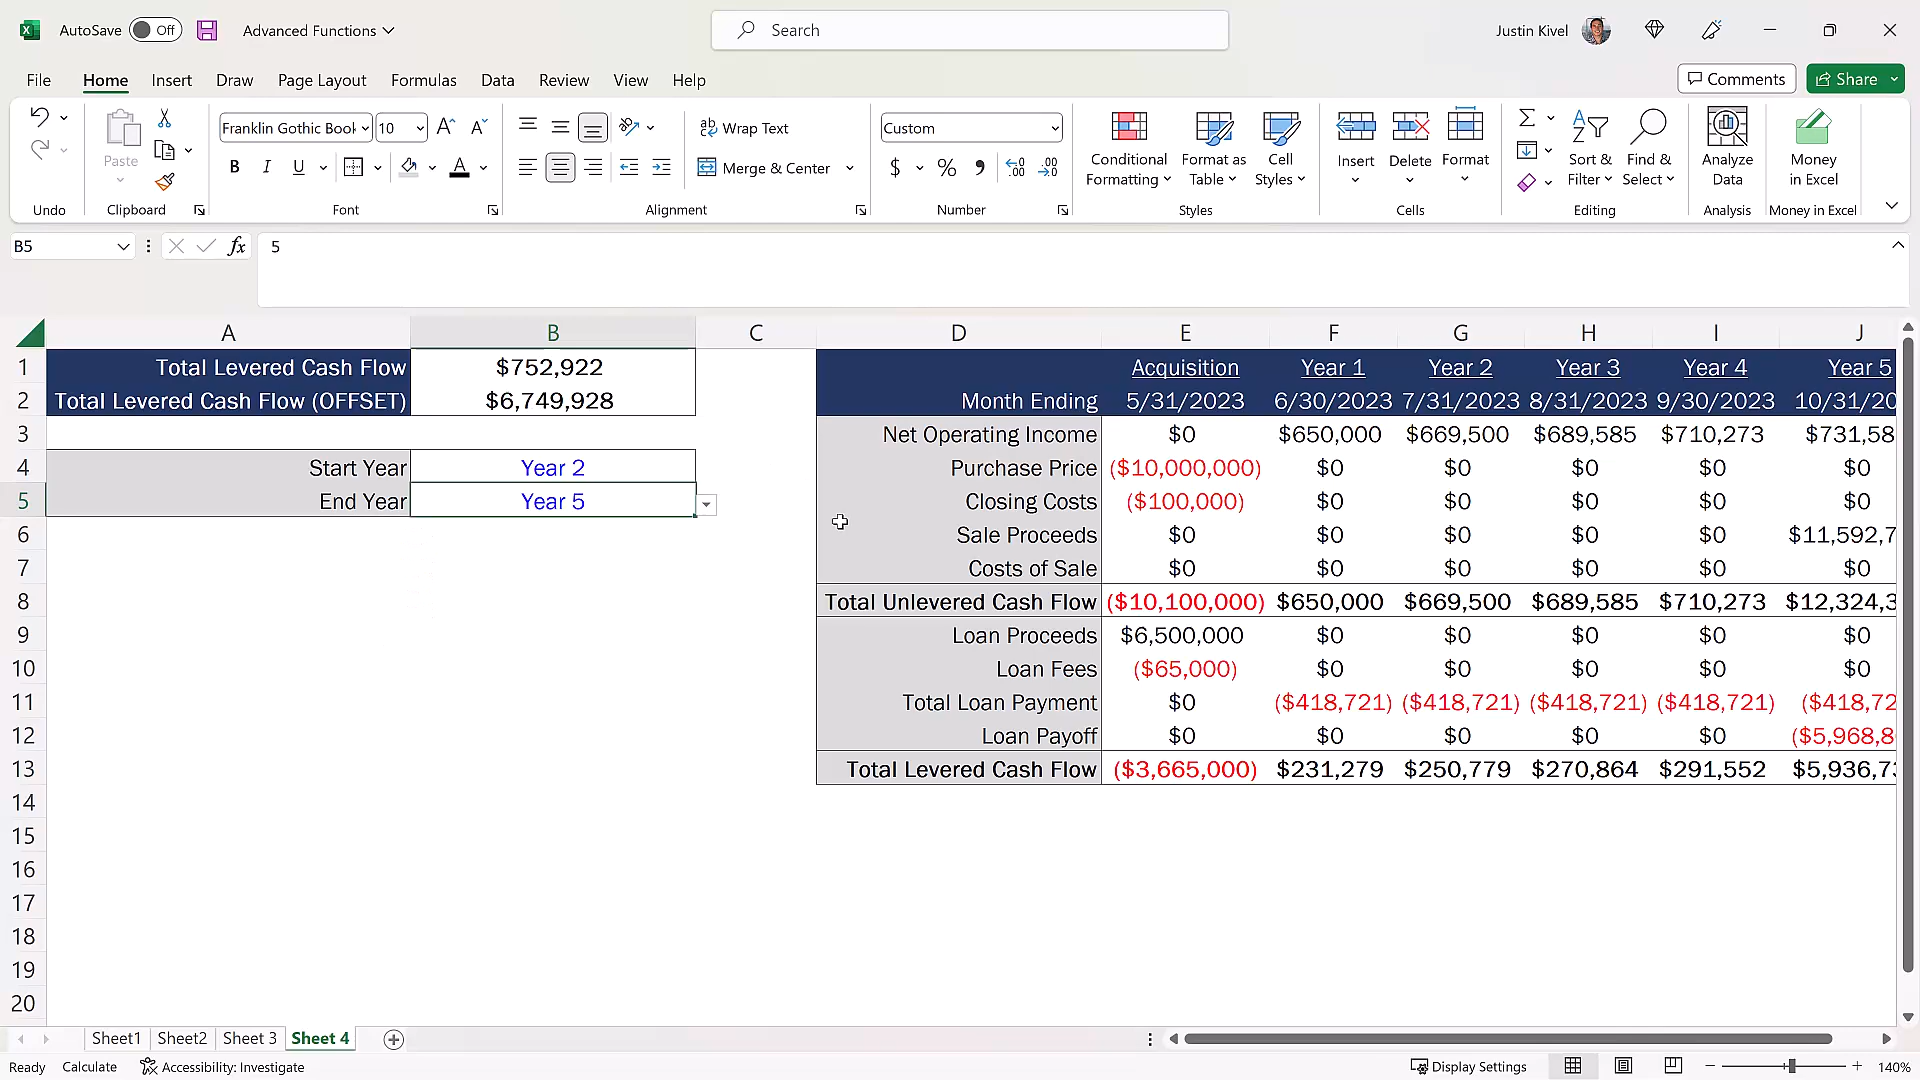 AutoSave Off Advanced Functions Search Justin Kivel
File Home Insert Draw Page Layout Formulas Data Review View Help Comments Share
Paste Franklin Gothic Book 10 A A Wrap Text Custom Conditional Formatting Format as Table Cell Styles Insert Delete Format Sort & Filter Find & Select Analyze Data Money in Excel
B I U A Merge & Center $ % 9
Undo Clipboard Font Alignment Number Styles Cells Editing Analysis Money in Excel
B5 fx 5
A B C D E F G H I J
1 Total Levered Cash Flow $752,922 Acquisition Year 1 Year 2 Year 3 Year 4 Year 5
2 Total Levered Cash Flow (OFFSET) $6,749,928 Month Ending 5/31/2023 6/30/2023 7/31/2023 8/31/2023 9/30/2023 10/31/20
3 Net Operating Income $0 $650,000 $669,500 $689,585 $710,273 $731,58
4 Start Year Year 2 Purchase Price ($10,000,000) $0 $0 $0 $0 $0
5 End Year Year 5 Closing Costs ($100,000) $0 $0 $0 $0 $0
6 Sale Proceeds $0 $0 $0 $0 $0 $11,592,7
7 Costs of Sale $0 $0 $0 $0 $0 $0
8 Total Unlevered Cash Flow ($10,100,000) $650,000 $669,500 $689,585 $710,273 $12,324,3
9 Loan Proceeds $6,500,000 $0 $0 $0 $0 $0
10 Loan Fees ($65,000) $0 $0 $0 $0 $0
11 Total Loan Payment $0 ($418,721) ($418,721) ($418,721) ($418,721) ($418,72
12 Loan Payoff $0 $0 $0 $0 $0 ($5,968,8
13 Total Levered Cash Flow ($3,665,000) $231,279 $250,779 $270,864 $291,552 $5,936,73
14
15
16
17
18
19
20
Sheet1 Sheet2 Sheet 3 Sheet 4
Ready Calculate Accessibility: Investigate Display Settings 140%